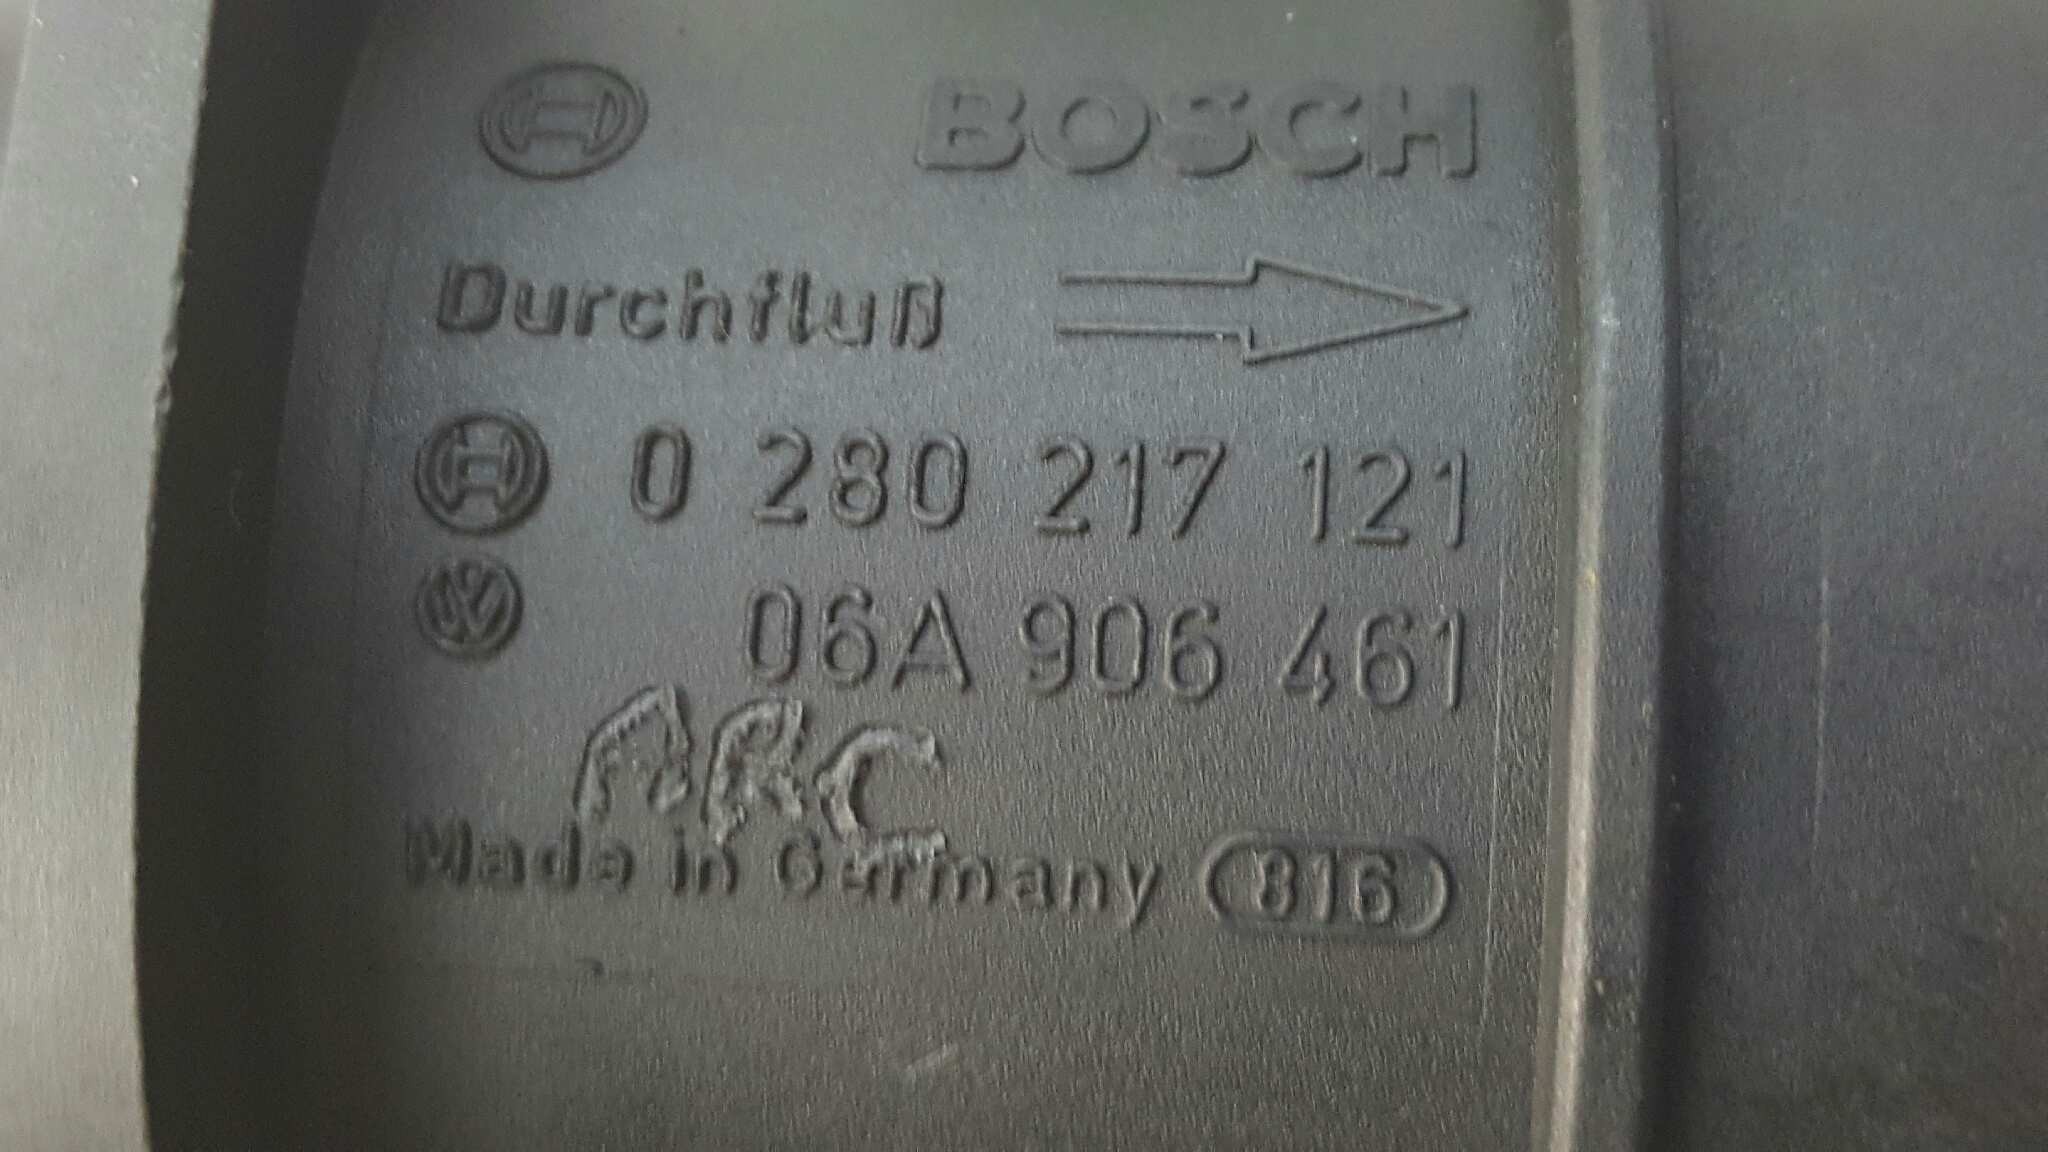 BOSCH
Durchfluß
0 280 217 121
06A 906 461
ARC
Made in Germany 816